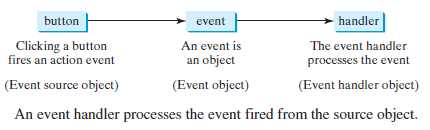 button event handler
Clicking a button An event is The event handler
fires an action event an object processes the event
(Event source object) (Event object) (Event handler object)
An event handler processes the event fired from the source object.